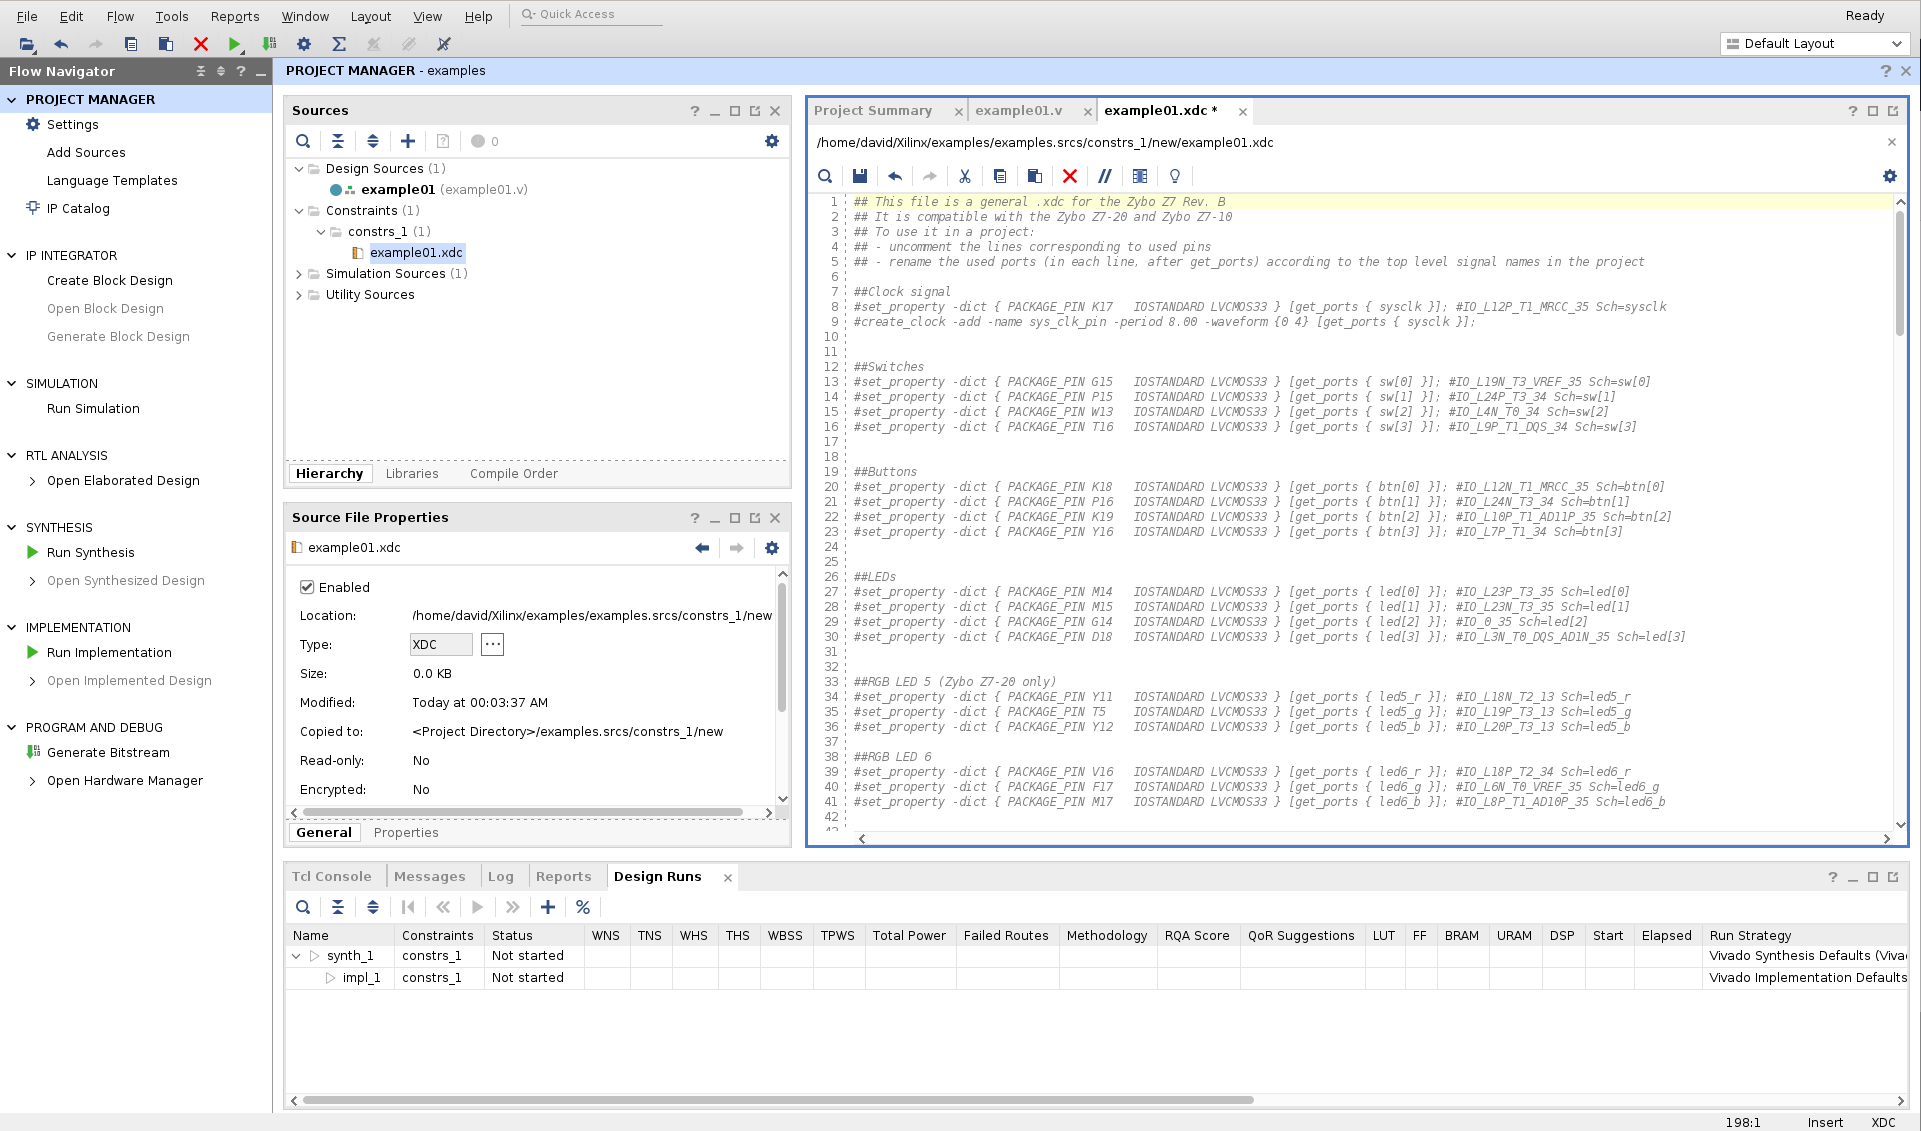 File Edit Flow Tools Reports Window Layout View Help Quick Access Ready
Default Layout
Flow Navigator
PROJECT MANAGER
Settings
Add Sources
Language Templates
IP Catalog
IP INTEGRATOR
Create Block Design
Open Block Design
Generate Block Design
SIMULATION
Run Simulation
RTL ANALYSIS
Open Elaborated Design
SYNTHESIS
Run Synthesis
Open Synthesized Design
IMPLEMENTATION
Run Implementation
Open Implemented Design
PROGRAM AND DEBUG
Generate Bitstream
Open Hardware Manager
PROJECT MANAGER - examples
Sources
0
Design Sources (1)
example01 (example01.v)
Constraints (1)
constrs_1 (1)
example01.xdc
Simulation Sources (1)
Utility Sources
Hierarchy Libraries Compile Order
Source File Properties
example01.xdc
Enabled
Location: /home/david/Xilinx/examples/examples.srcs/constrs_1/new
Type: XDC
Size: 0.0 KB
Modified: Today at 00:03:37 AM
Copied to: <Project Directory>/examples.srcs/constrs_1/new
Read-only: No
Encrypted: No
General Properties
Project Summary example01.v example01.xdc *
/home/david/Xilinx/examples/examples.srcs/constrs_1/new/example01.xdc
1 ## This file is a general .xdc for the Zybo Z7 Rev. B
2 ## It is compatible with the Zybo Z7-20 and Zybo Z7-10
3 ## To use it in a project:
4 ## - uncomment the lines corresponding to used pins
5 ## - rename the used ports (in each line, after get_ports) according to the top level signal names in the project
6
7 ##Clock signal
8 #set_property -dict { PACKAGE_PIN K17   IOSTANDARD LVCMOS33 } [get_ports { sysclk }]; #IO_L12P_T1_MRCC_35 Sch=sysclk
9 #create_clock -add -name sys_clk_pin -period 8.00 -waveform {0 4} [get_ports { sysclk }];
10
11
12 ##Switches
13 #set_property -dict { PACKAGE_PIN G15   IOSTANDARD LVCMOS33 } [get_ports { sw[0] }]; #IO_L19N_T3_VREF_35 Sch=sw[0]
14 #set_property -dict { PACKAGE_PIN P15   IOSTANDARD LVCMOS33 } [get_ports { sw[1] }]; #IO_L24P_T3_34 Sch=sw[1]
15 #set_property -dict { PACKAGE_PIN W13   IOSTANDARD LVCMOS33 } [get_ports { sw[2] }]; #IO_L4N_T0_34 Sch=sw[2]
16 #set_property -dict { PACKAGE_PIN T16   IOSTANDARD LVCMOS33 } [get_ports { sw[3] }]; #IO_L9P_T1_DQS_34 Sch=sw[3]
17
18
19 ##Buttons
20 #set_property -dict { PACKAGE_PIN K18   IOSTANDARD LVCMOS33 } [get_ports { btn[0] }]; #IO_L12N_T1_MRCC_35 Sch=btn[0]
21 #set_property -dict { PACKAGE_PIN P16   IOSTANDARD LVCMOS33 } [get_ports { btn[1] }]; #IO_L24N_T3_34 Sch=btn[1]
22 #set_property -dict { PACKAGE_PIN K19   IOSTANDARD LVCMOS33 } [get_ports { btn[2] }]; #IO_L10P_T1_AD11P_35 Sch=btn[2]
23 #set_property -dict { PACKAGE_PIN Y16   IOSTANDARD LVCMOS33 } [get_ports { btn[3] }]; #IO_L7P_T1_34 Sch=btn[3]
24
25
26 ##LEDs
27 #set_property -dict { PACKAGE_PIN M14   IOSTANDARD LVCMOS33 } [get_ports { led[0] }]; #IO_L23P_T3_35 Sch=led[0]
28 #set_property -dict { PACKAGE_PIN M15   IOSTANDARD LVCMOS33 } [get_ports { led[1] }]; #IO_L23N_T3_35 Sch=led[1]
29 #set_property -dict { PACKAGE_PIN G14   IOSTANDARD LVCMOS33 } [get_ports { led[2] }]; #IO_0_35 Sch=led[2]
30 #set_property -dict { PACKAGE_PIN D18   IOSTANDARD LVCMOS33 } [get_ports { led[3] }]; #IO_L3N_T0_DQS_AD1N_35 Sch=led[3]
31
32
33 ##RGB LED 5 (Zybo Z7-20 only)
34 #set_property -dict { PACKAGE_PIN Y11   IOSTANDARD LVCMOS33 } [get_ports { led5_r }]; #IO_L18N_T2_13 Sch=led5_r
35 #set_property -dict { PACKAGE_PIN T5    IOSTANDARD LVCMOS33 } [get_ports { led5_g }]; #IO_L19P_T3_13 Sch=led5_g
36 #set_property -dict { PACKAGE_PIN Y12   IOSTANDARD LVCMOS33 } [get_ports { led5_b }]; #IO_L20P_T3_13 Sch=led5_b
37
38 ##RGB LED 6
39 #set_property -dict { PACKAGE_PIN V16   IOSTANDARD LVCMOS33 } [get_ports { led6_r }]; #IO_L18P_T2_34 Sch=led6_r
40 #set_property -dict { PACKAGE_PIN F17   IOSTANDARD LVCMOS33 } [get_ports { led6_g }]; #IO_L6N_T0_VREF_35 Sch=led6_g
41 #set_property -dict { PACKAGE_PIN M17   IOSTANDARD LVCMOS33 } [get_ports { led6_b }]; #IO_L8P_T1_AD10P_35 Sch=led6_b
42
Tcl Console Messages Log Reports Design Runs
Name Constraints Status WNS TNS WHS THS WBSS TPWS Total Power Failed Routes Methodology RQA Score QoR Suggestions LUT FF BRAM URAM DSP Start Elapsed Run Strategy
synth_1 constrs_1 Not started Vivado Synthesis Defaults (Viva
impl_1 constrs_1 Not started Vivado Implementation Defaults
198:1 Insert XDC